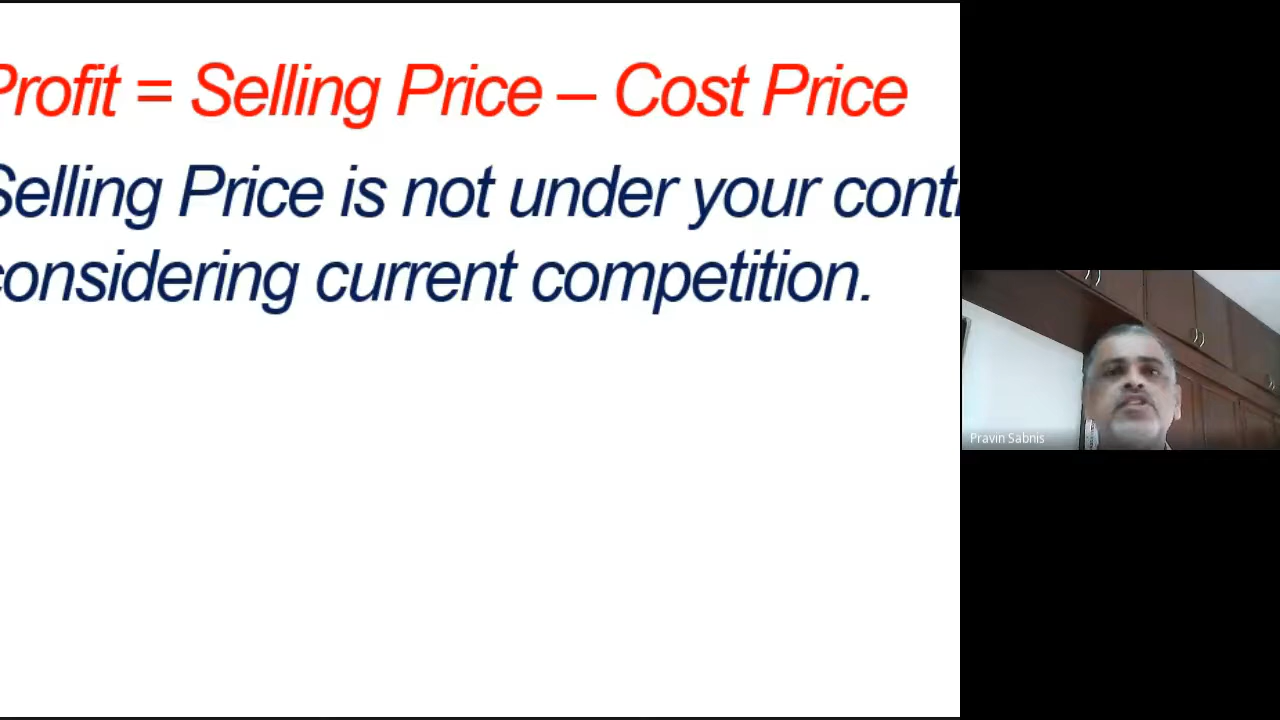 Profit = Selling Price – Cost Price
Selling Price is not under your cont
considering current competition.
Pravin Sabnis